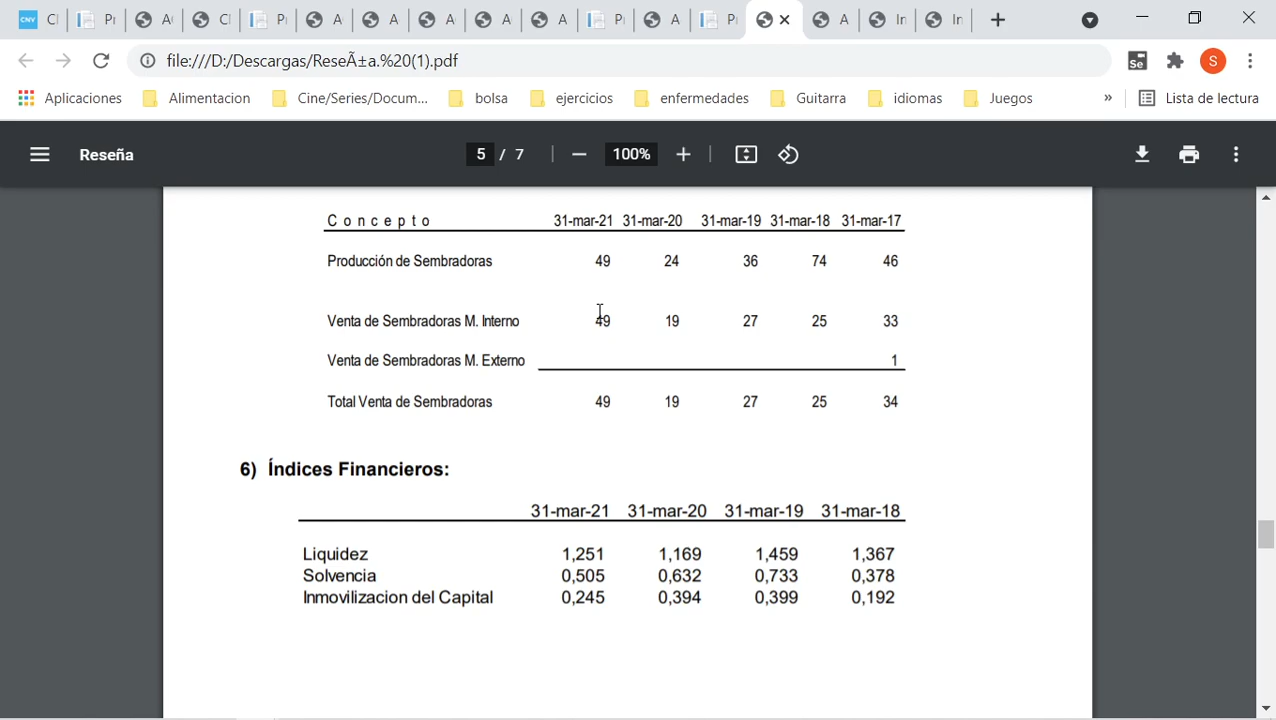 Cl Pr A Cl Pr A A A A A Pr A Pr A In In
file:///D:/Descargas/ReseÃ±a.%20(1).pdf Se S
Aplicaciones Alimentacion Cine/Series/Docum... bolsa ejercicios enfermedades Guitarra idiomas Juegos » Lista de lectura
Reseña 5 / 7 100%
C o n c e p t o 31-mar-21 31-mar-20 31-mar-19 31-mar-18 31-mar-17
Producción de Sembradoras 49 24 36 74 46
Venta de Sembradoras M. Interno 49 19 27 25 33
Venta de Sembradoras M. Externo 1
Total Venta de Sembradoras 49 19 27 25 34
6) Índices Financieros:
31-mar-21 31-mar-20 31-mar-19 31-mar-18
Liquidez 1,251 1,169 1,459 1,367
Solvencia 0,505 0,632 0,733 0,378
Inmovilizacion del Capital 0,245 0,394 0,399 0,192